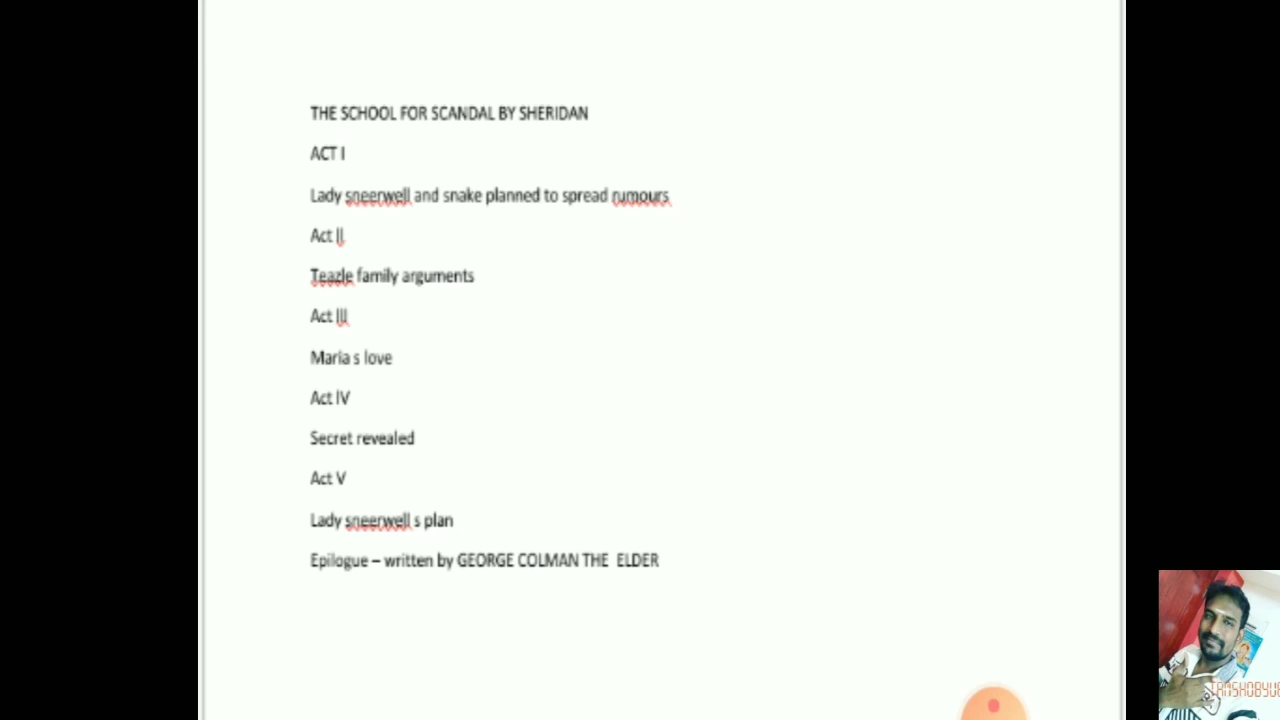 THE SCHOOL FOR SCANDAL BY SHERIDAN
ACT I
Lady sneerwell and snake planned to spread rumours
Act II
Teazle family arguments
Act III
Maria s love
Act IV
Secret revealed
Act V
Lady sneerwell s plan
Epilogue – written by GEORGE COLMAN THE ELDER